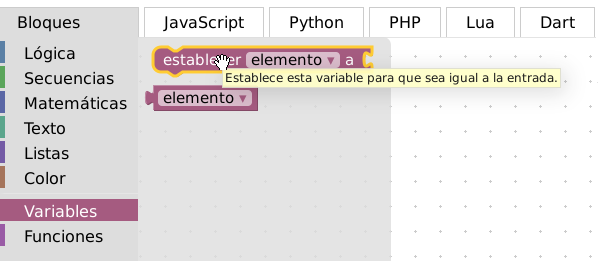 Bloques JavaScript Python PHP Lua Dart
Lógica
Secuencias
Matemáticas
Texto
Listas
Color
Variables
Funciones
establecer elemento a
Establece esta variable para que sea igual a la entrada.
elemento